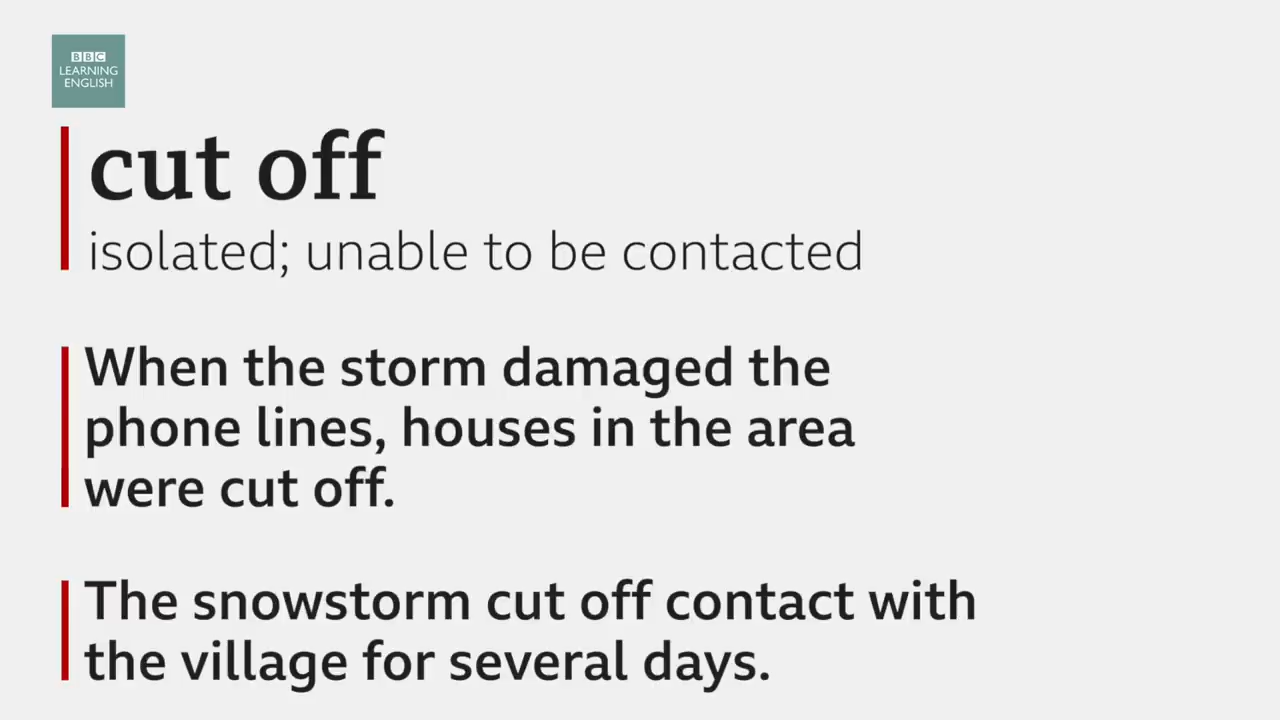 BBC
LEARNING
ENGLISH
cut off
isolated; unable to be contacted
When the storm damaged the
phone lines, houses in the area
were cut off.
The snowstorm cut off contact with
the village for several days.